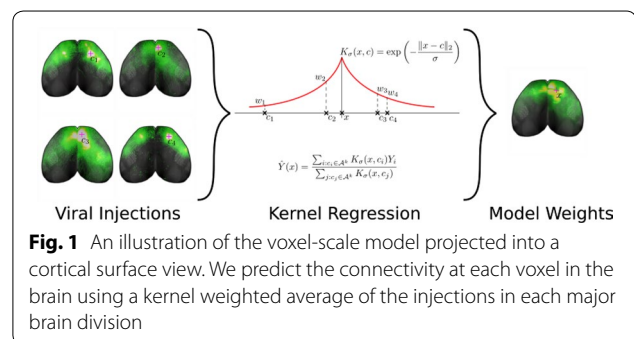 c₁
c₂
c₃
c₄
Viral Injections
K_σ(x, c) = exp(−‖x − c‖₂ / σ)
w₁
w₂
w₃ w₄
c₁ c₂ x c₃ c₄
Ŷ(x) = ∑_{i:c_i∈𝒜^k} K_σ(x, c_i)Y_i / ∑_{j:c_j∈𝒜^k} K_σ(x, c_j)
Kernel Regression
Model Weights
Fig. 1 An illustration of the voxel-scale model projected into a
cortical surface view. We predict the connectivity at each voxel in the
brain using a kernel weighted average of the injections in each major
brain division